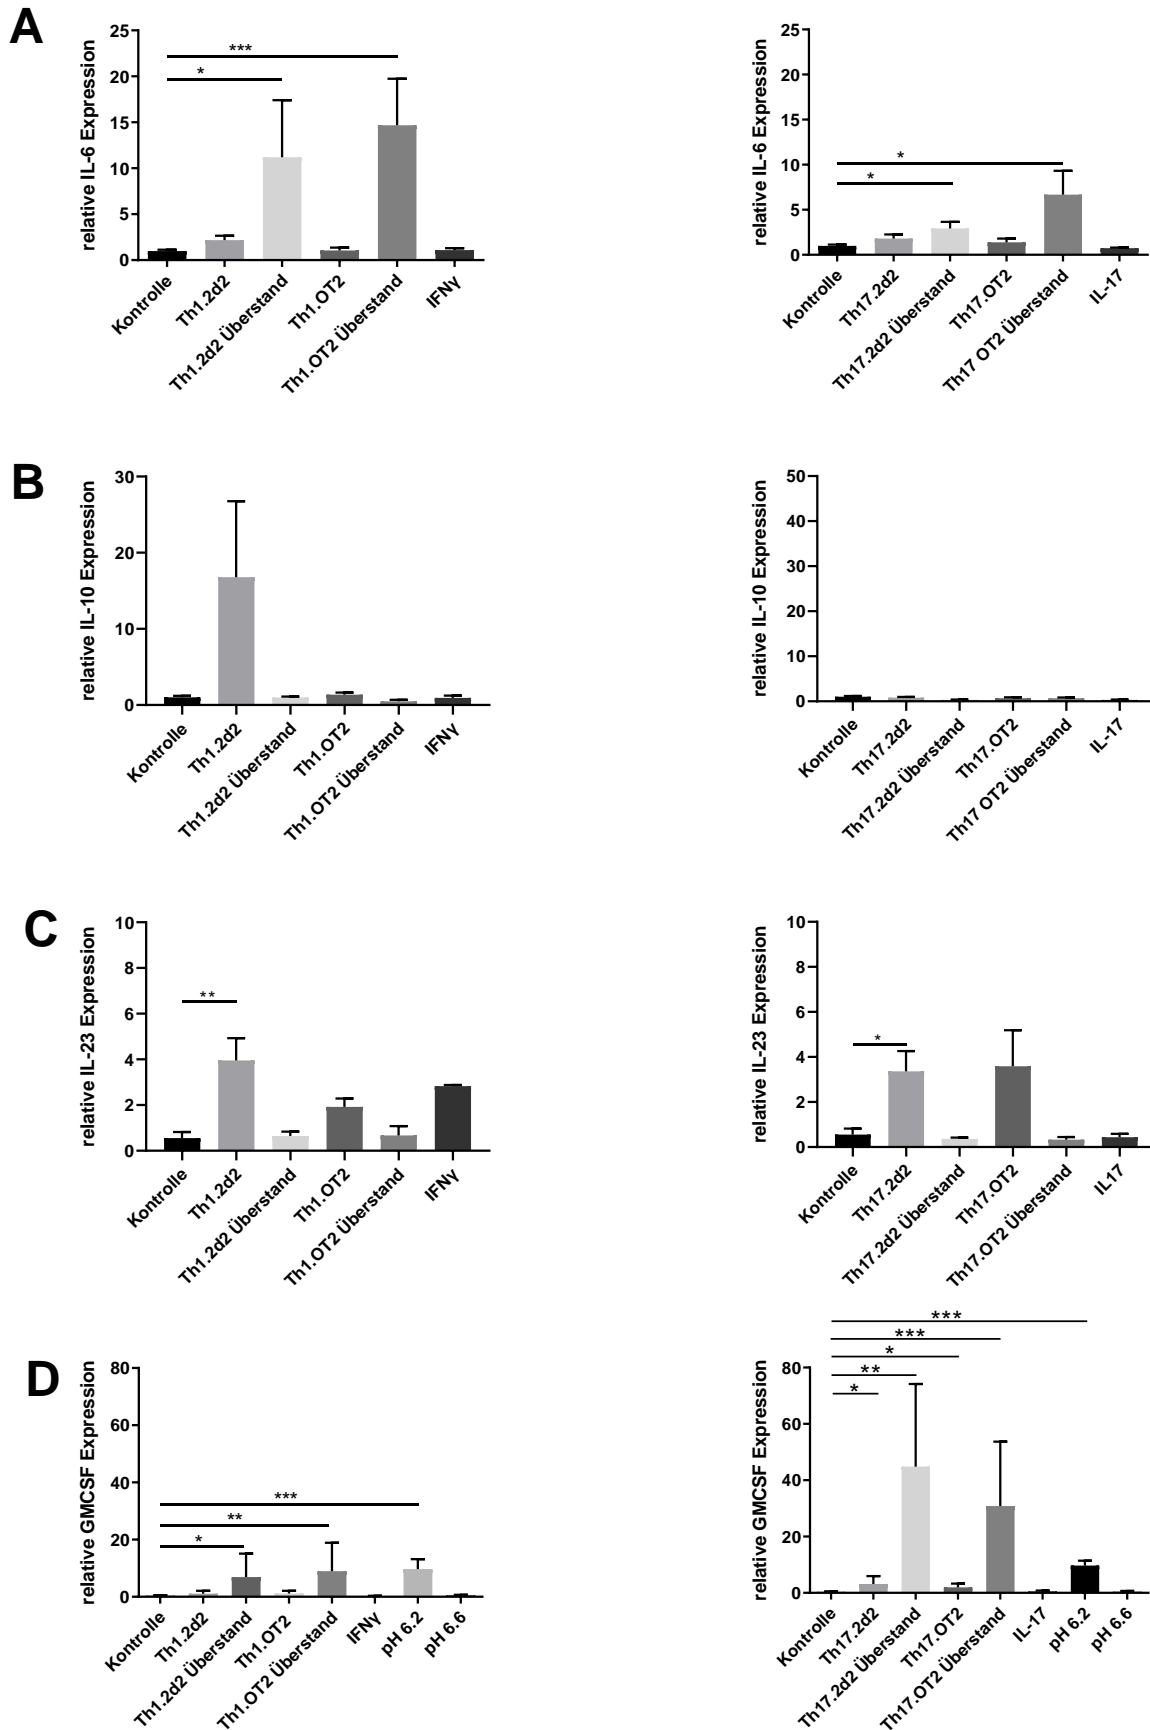 A
relative IL-6 Expression
25
20
15
10
5
0
***
*
Kontrolle
Th1.2d2
Th1.2d2 Überstand
Th1.OT2
Th1.OT2 Überstand
IFNγ
relative IL-6 Expression
25
20
15
10
5
0
*
*
Kontrolle
Th17.2d2
Th17.2d2 Überstand
Th17.OT2
Th17 OT2 Überstand
IL-17
B
relative IL-10 Expression
30
20
10
0
Kontrolle
Th1.2d2
Th1.2d2 Überstand
Th1.OT2
Th1.OT2 Überstand
IFNγ
relative IL-10 Expression
50
40
30
20
10
0
Kontrolle
Th17.2d2
Th17.2d2 Überstand
Th17.OT2
Th17 OT2 Überstand
IL-17
C
relative IL-23 Expression
10
8
6
4
2
0
**
Kontrolle
Th1.2d2
Th1.2d2 Überstand
Th1.OT2
Th1.OT2 Überstand
IFNγ
relative IL-23 Expression
10
8
6
4
2
0
*
Kontrolle
Th17.2d2
Th17.2d2 Überstand
Th17.OT2
Th17.OT2 Überstand
IL17
D
relative GMCSF Expression
80
60
40
20
0
***
**
*
Kontrolle
Th1.2d2
Th1.2d2 Überstand
Th1.OT2
Th1.OT2 Überstand
IFNγ
pH 6.2
pH 6.6
relative GMCSF Expression
80
60
40
20
0
***
***
*
**
*
Kontrolle
Th17.2d2
Th17.2d2 Überstand
Th17.OT2
Th17.OT2 Überstand
IL-17
pH 6.2
pH 6.6